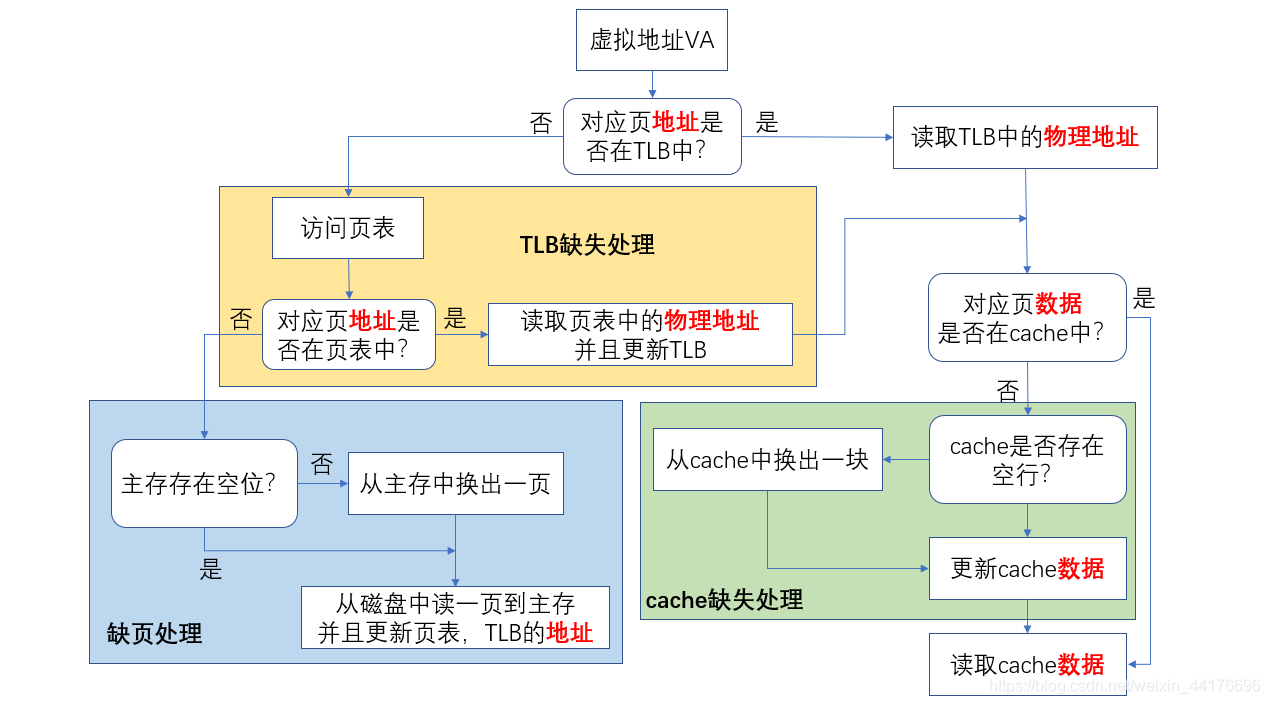 虚拟地址VA
否
对应页地址是
否在TLB中？
是
读取TLB中的物理地址
访问页表
TLB缺失处理
否
对应页地址是
否在页表中？
是
读取页表中的物理地址
并且更新TLB
对应页数据
是否在cache中？
是
否
主存存在空位？
否
从主存中换出一页
是
从磁盘中读一页到主存
并且更新页表，TLB的地址
缺页处理
从cache中换出一块
cache是否存在
空行？
更新cache数据
cache缺失处理
读取cache数据
https://blog.csdn.net/weixin_44176696